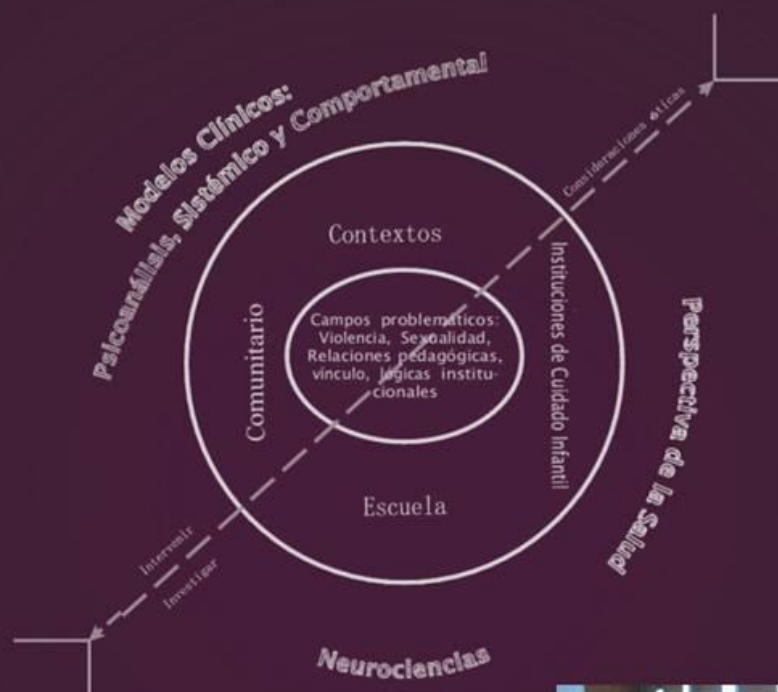 Modelos Clínicos:
Psicoanálisis, Sistémico y Comportamental
Consideraciones éticas
Contextos
Instituciones de Cuidado Infantil
Comunitario
Campos problemáticos:
Violencia, Sexualidad,
Relaciones pedagógicas,
vínculo, lógicas institu-
cionales
Perspectiva de la Salud
Escuela
Intervenir
Investigar
Neurociencias